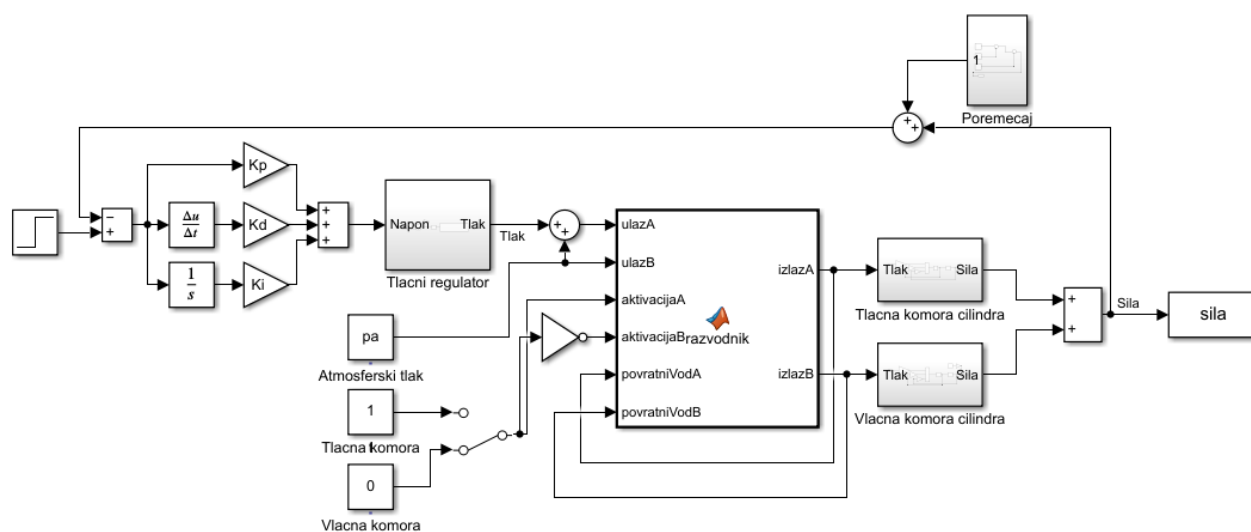 1
Poremecaj
+
+
−
+
Kp
Δu
Δt
Kd
1
s
Ki
+
+
+
Napon
Tlak
Tlacni regulator
Tlak
+
+
pa
Atmosferski tlak
1
Tlacna komora
1
0
Vlacna komora
ulazA
ulazB
aktivacijaA
aktivacijaB
povratniVodA
povratniVodB
razvodnik
izlazA
izlazB
Tlak
Sila
Tlacna komora cilindra
Tlak
Sila
Vlacna komora cilindra
+
+
Sila
sila